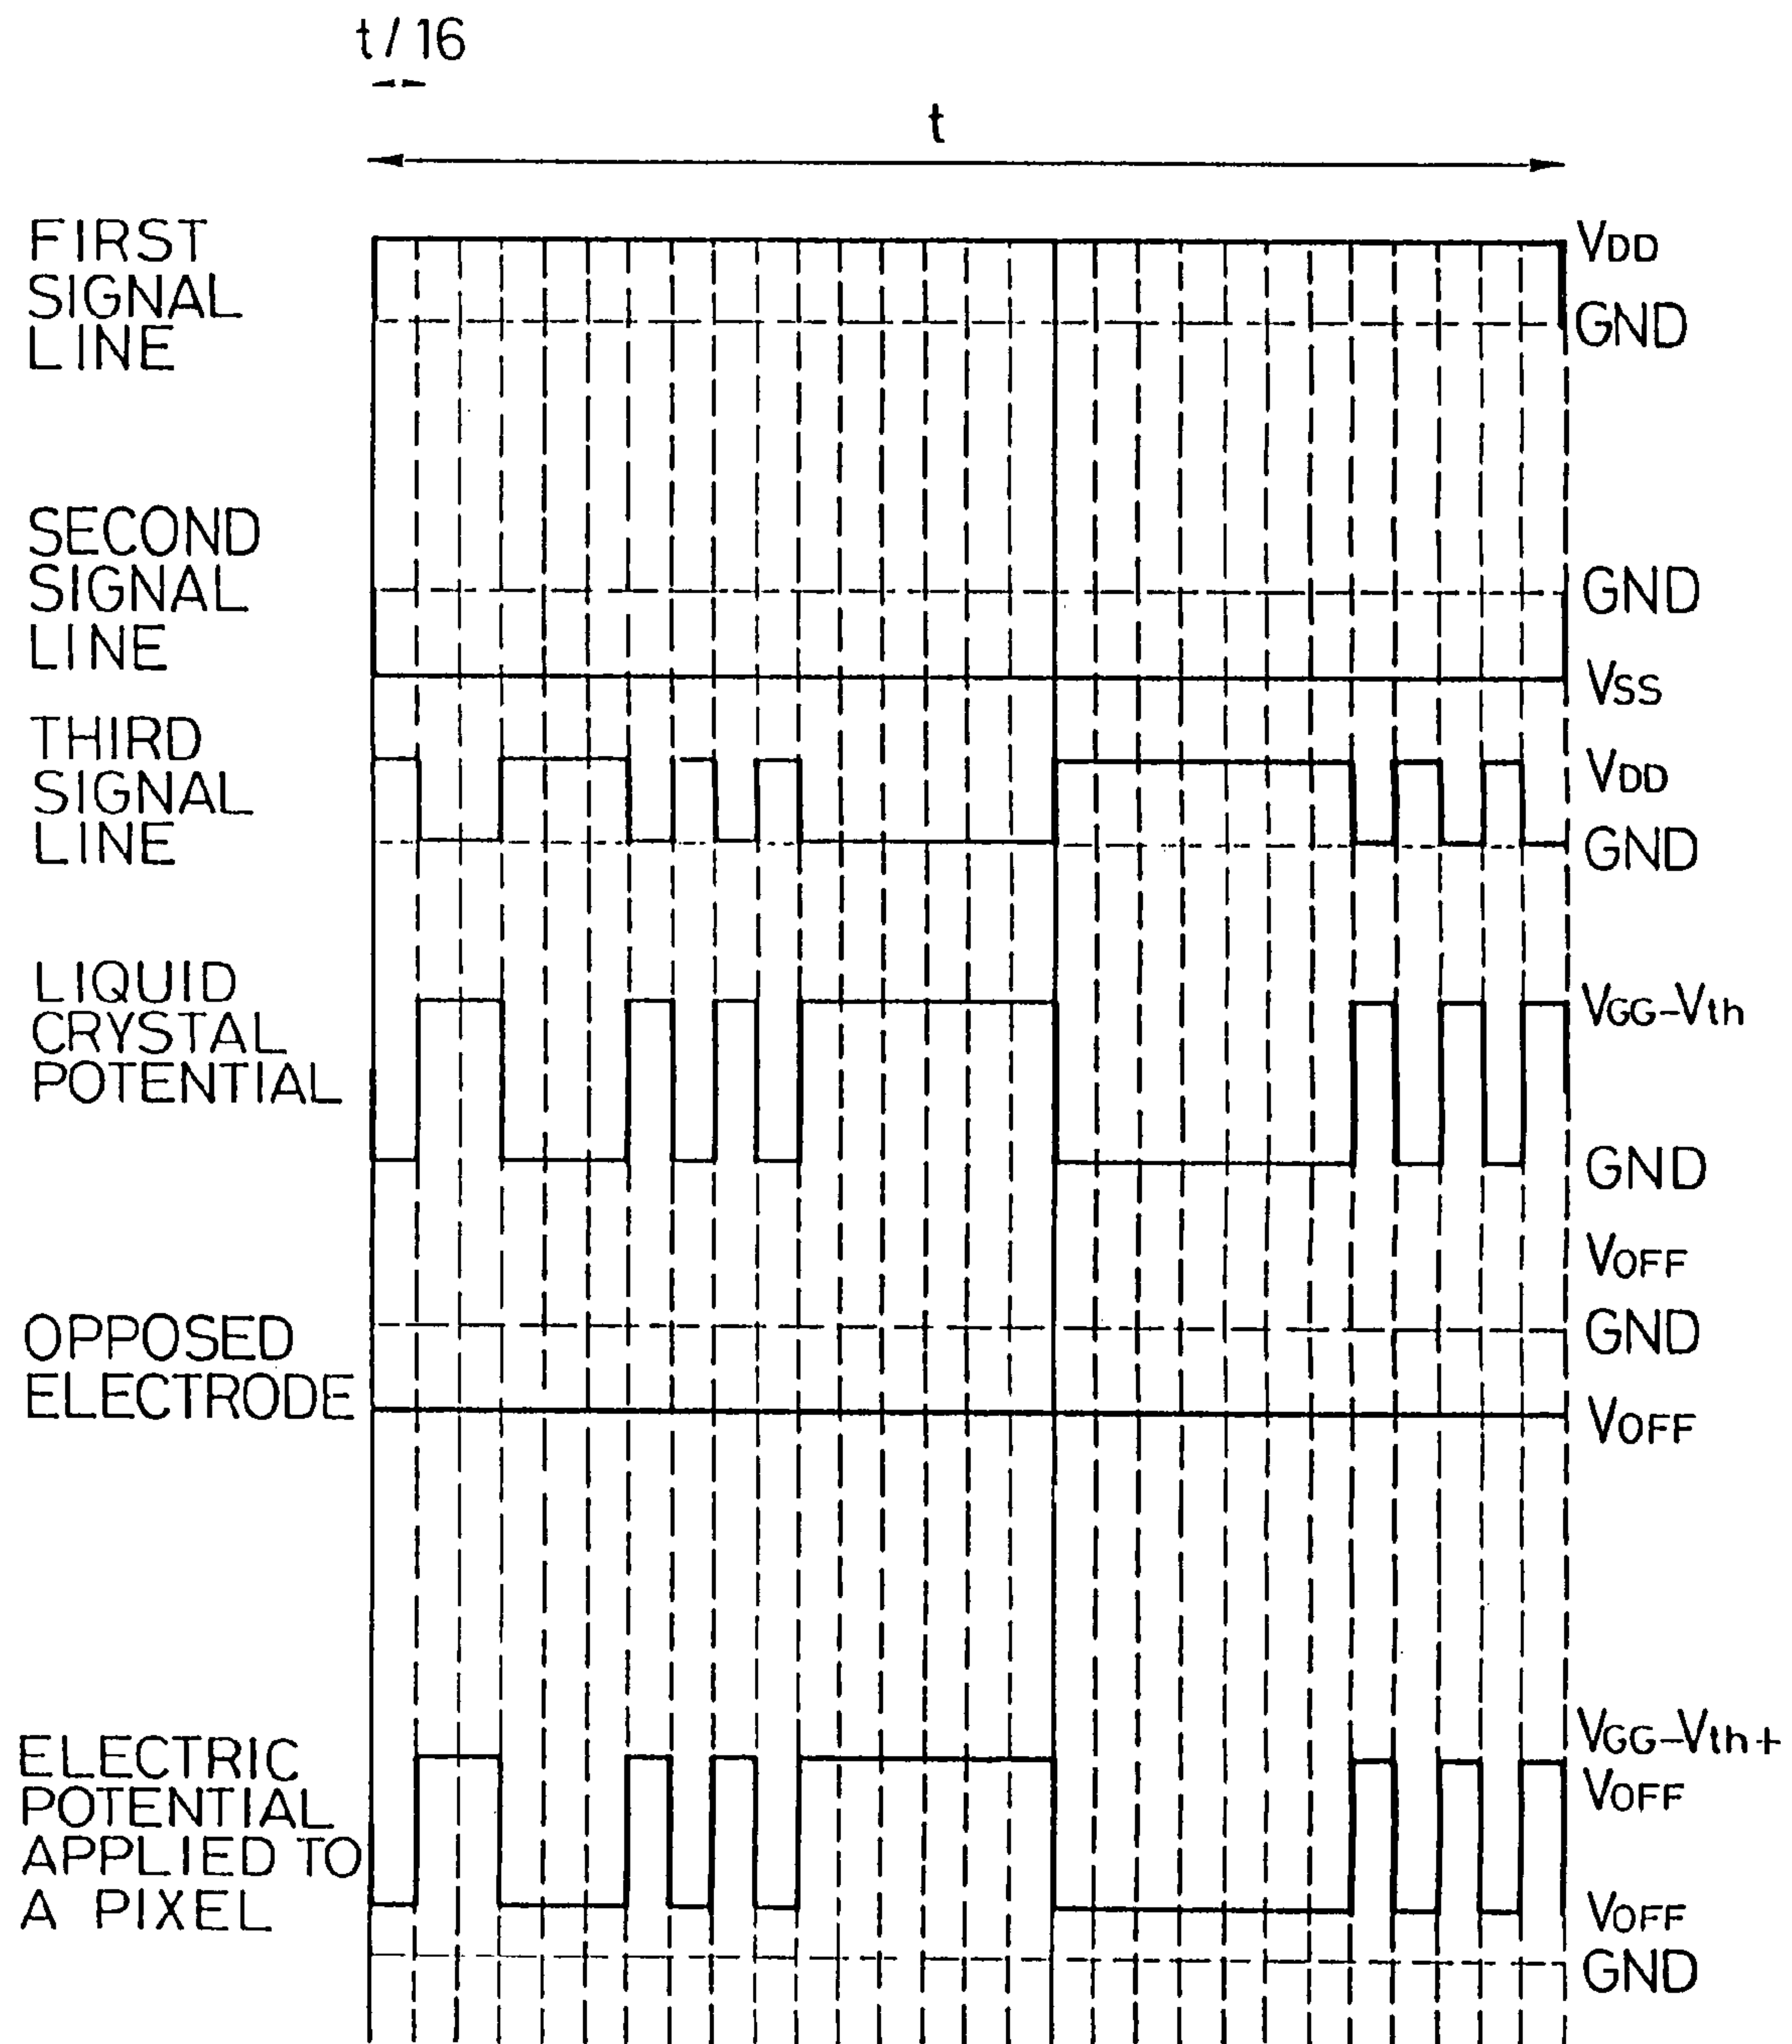 t/16
t
FIRST
SIGNAL
LINE
VDD
GND
SECOND
SIGNAL
LINE
GND
VSS
THIRD
SIGNAL
LINE
VDD
GND
LIQUID
CRYSTAL
POTENTIAL
VGG-Vth
GND
VOFF
OPPOSED
ELECTRODE
GND
VOFF
ELECTRIC
POTENTIAL
APPLIED TO
A PIXEL
VGG-Vth+
VOFF
VOFF
GND